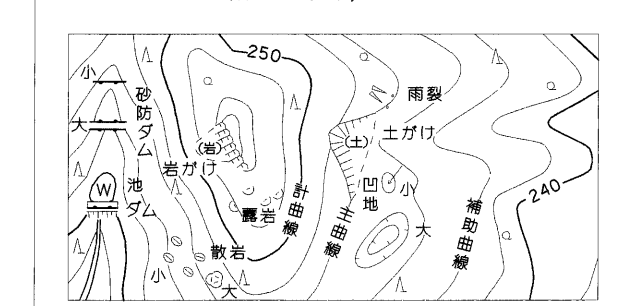 250
小
砂防ダム
大
池
W
ダム
(岩)
岩がけ
露岩
計曲線
散岩
小
大
雨裂
(土)
土がけ
凹地
小
大
主曲線
補助曲線
240